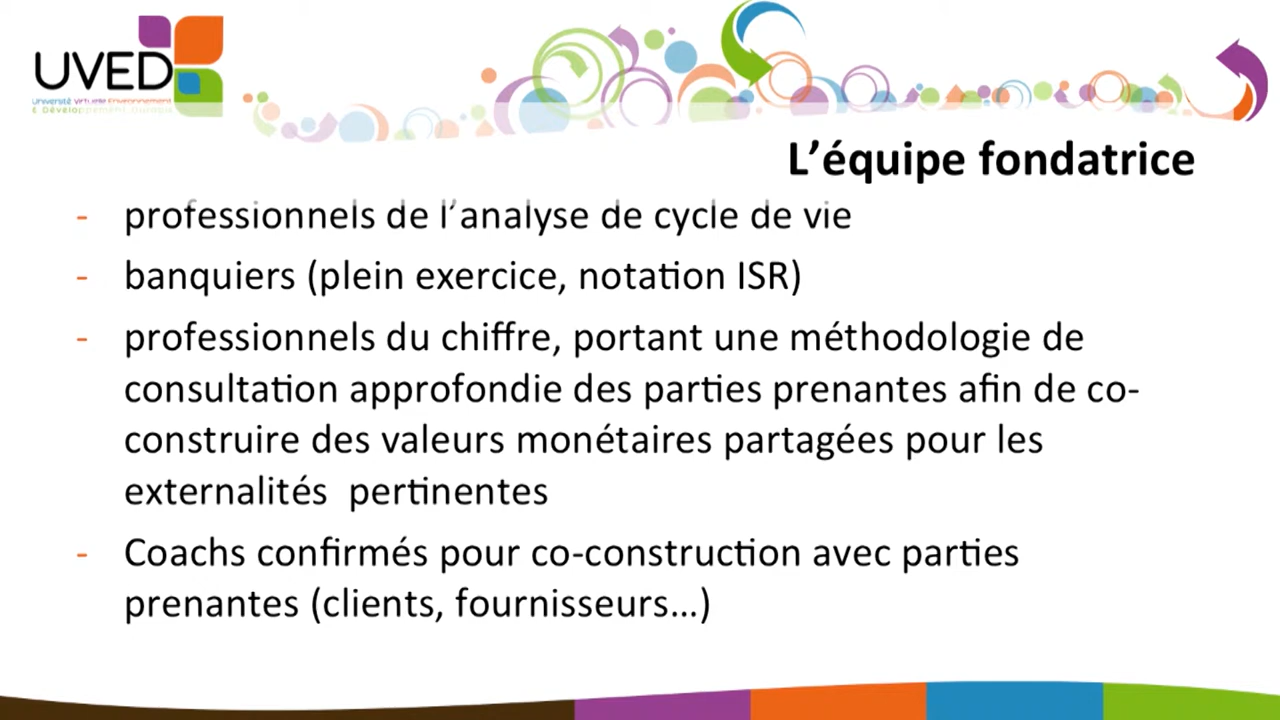 UVED
Université Virtuelle Environnement
& Développement durable
L’équipe fondatrice
- professionnels de l’analyse de cycle de vie
- banquiers (plein exercice, notation ISR)
- professionnels du chiffre, portant une méthodologie de
consultation approfondie des parties prenantes afin de co-
construire des valeurs monétaires partagées pour les
externalités pertinentes
- Coachs confirmés pour co-construction avec parties
prenantes (clients, fournisseurs…)